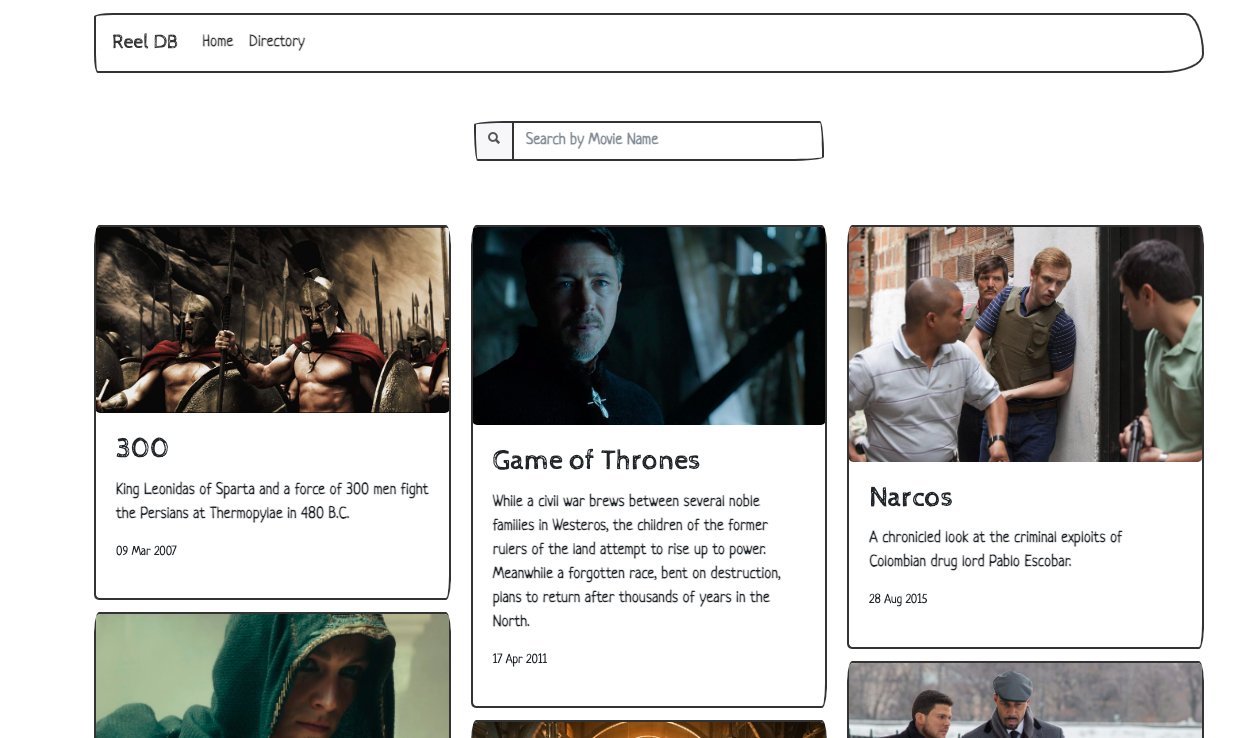 Reel DB
Home
Directory
Search by Movie Name
300
King Leonidas of Sparta and a force of 300 men fight
the Persians at Thermopylae in 480 B.C.
09 Mar 2007
Game of Thrones
While a civil war brews between several noble
families in Westeros, the children of the former
rulers of the land attempt to rise up to power.
Meanwhile a forgotten race, bent on destruction,
plans to return after thousands of years in the
North.
17 Apr 2011
Narcos
A chronicled look at the criminal exploits of
Colombian drug lord Pablo Escobar.
28 Aug 2015